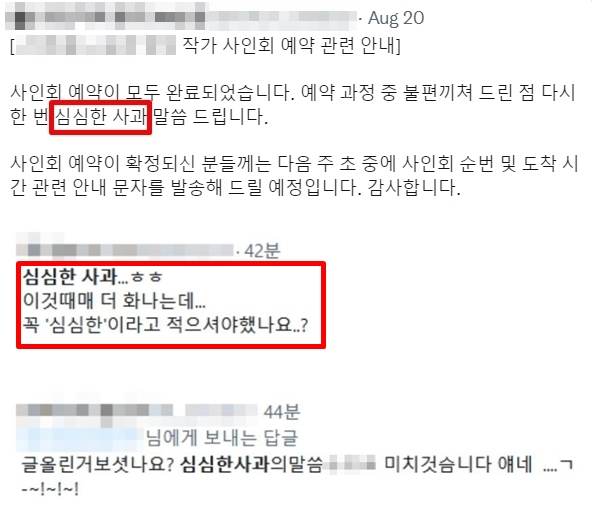 · Aug 20
[ 작가 사인회 예약 관련 안내]
사인회 예약이 모두 완료되었습니다. 예약 과정 중 불편끼쳐 드린 점 다시
한 번 심심한 사과 말씀 드립니다.
사인회 예약이 확정되신 분들께는 다음 주 초 중에 사인회 순번 및 도착 시
간 관련 안내 문자를 발송해 드릴 예정입니다. 감사합니다.
· 42분
심심한 사과...ㅎㅎ
이것때매 더 화나는데...
꼭 '심심한'이라고 적으셔야했나요..?
44분
님에게 보내는 답글
글올린거보셧나요? 심심한사과의말씀 미치것슴니다 얘네 ....ㄱ
-~!~!~!